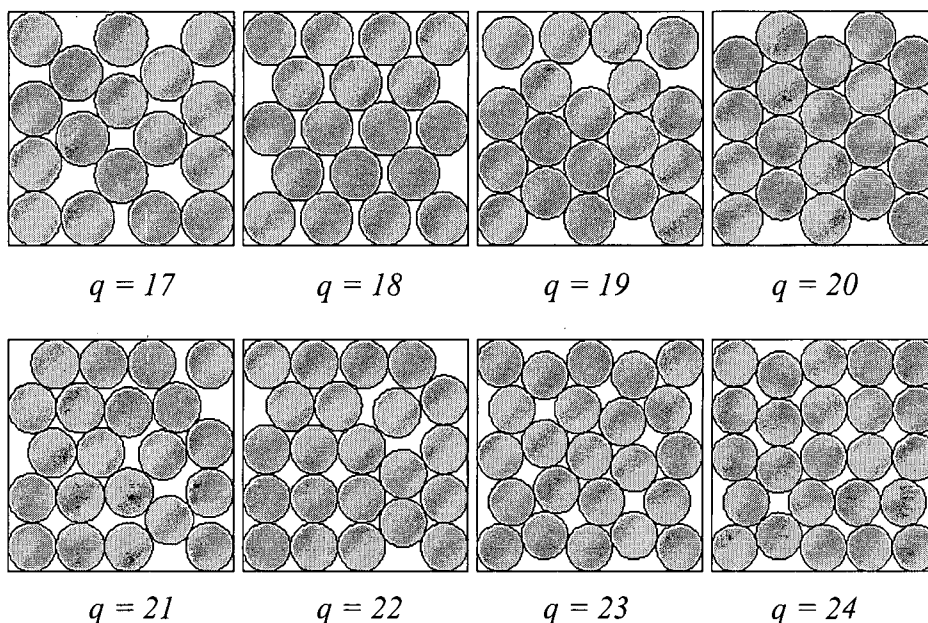 q = 17 q = 18 q = 19 q = 20
q = 21 q = 22 q = 23 q = 24